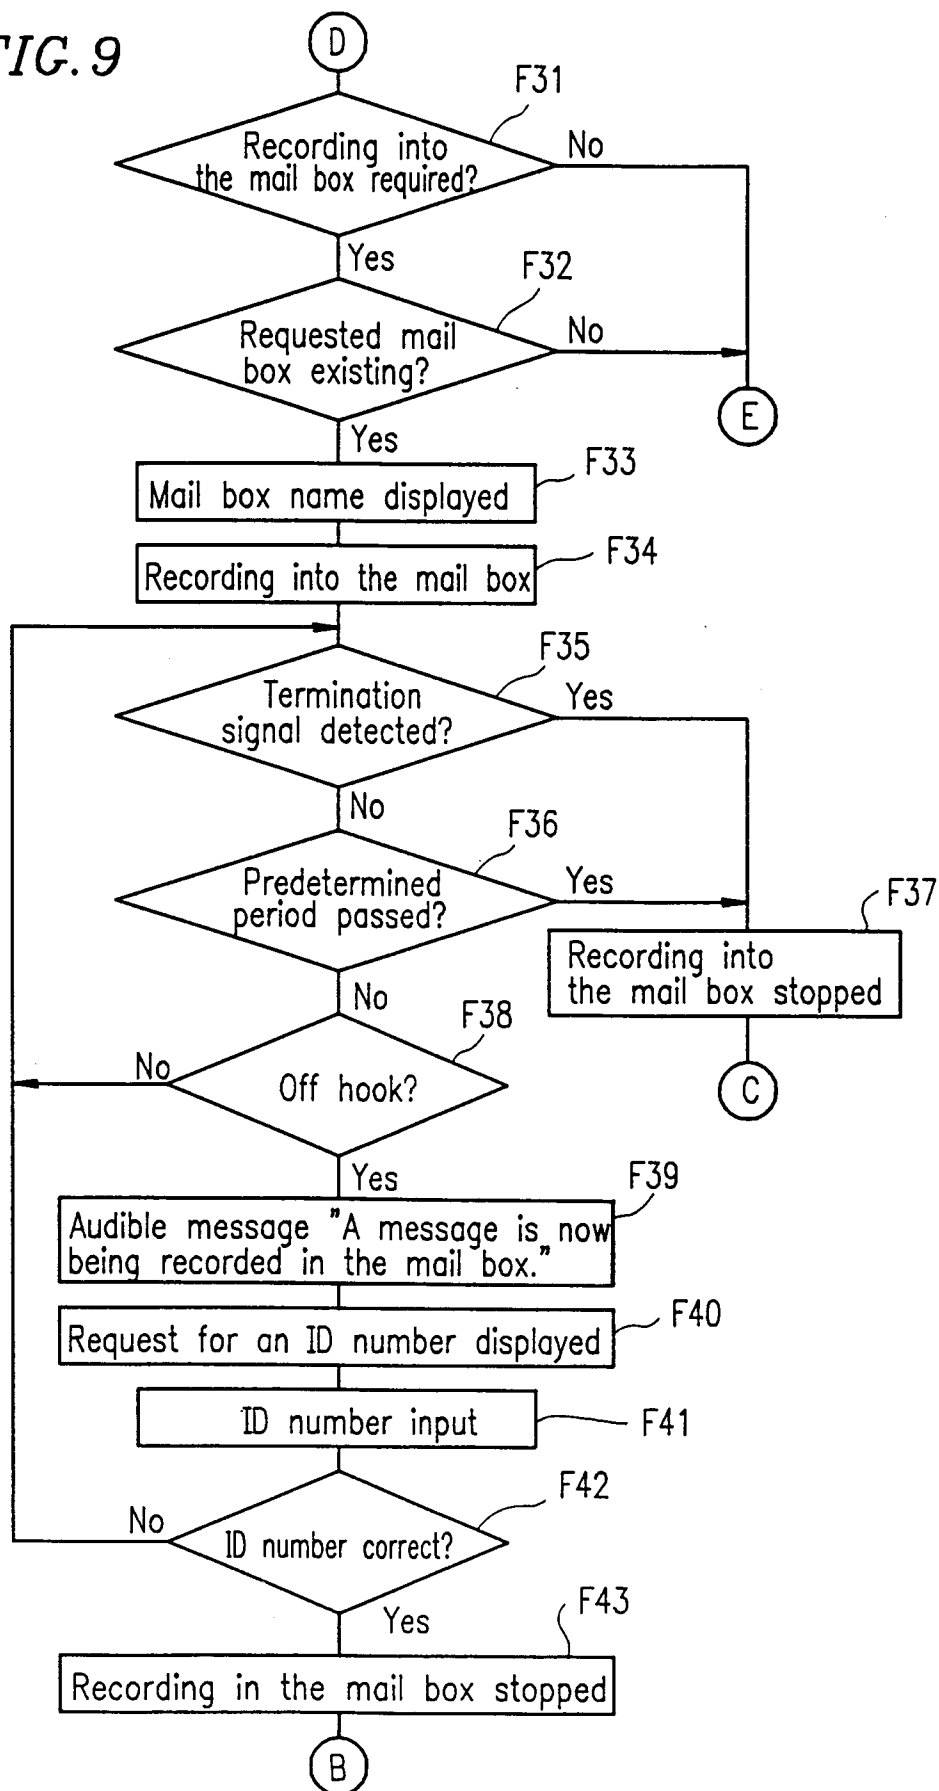 FIG. 9
D
F31
Recording into
the mail box required?
No
Yes
F32
Requested mail
box existing?
No
E
Yes
F33
Mail box name displayed
F34
Recording into the mail box
F35
Termination
signal detected?
Yes
No
F36
Predetermined
period passed?
Yes
F37
Recording into
the mail box stopped
C
No
F38
Off hook?
No
Yes
F39
Audible message "A message is now
being recorded in the mail box."
F40
Request for an ID number displayed
F41
ID number input
F42
ID number correct?
No
Yes
F43
Recording in the mail box stopped
B